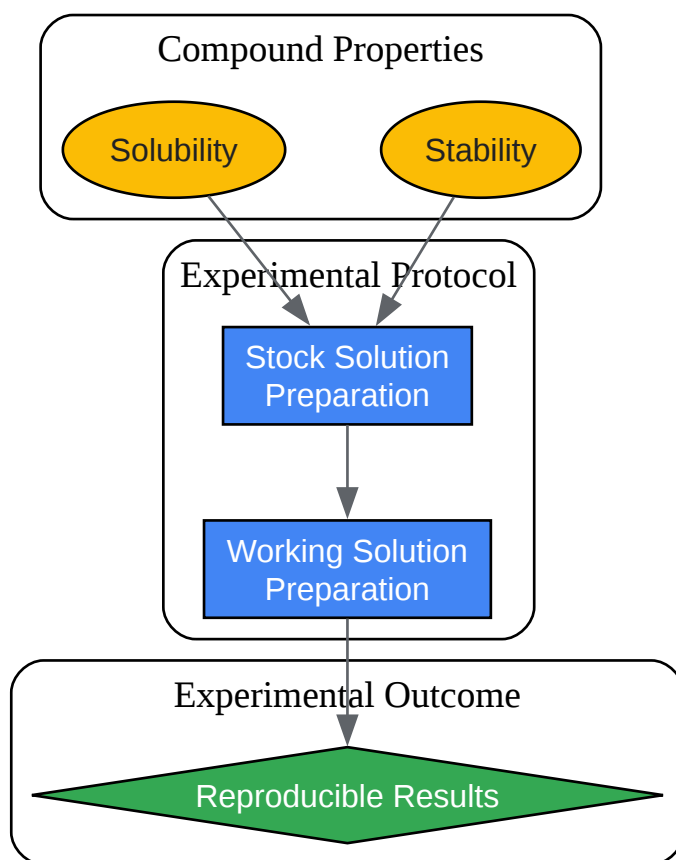 Compound Properties
Solubility
Stability
Experimental Protocol
Stock Solution
Preparation
Working Solution
Preparation
Experimental Outcome
Reproducible Results